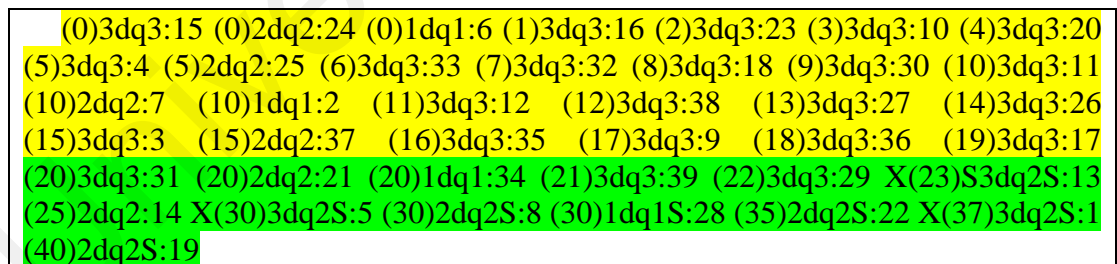 (0)3dq3:15 (0)2dq2:24 (0)1dq1:6 (1)3dq3:16 (2)3dq3:23 (3)3dq3:10 (4)3dq3:20
(5)3dq3:4 (5)2dq2:25 (6)3dq3:33 (7)3dq3:32 (8)3dq3:18 (9)3dq3:30 (10)3dq3:11
(10)2dq2:7 (10)1dq1:2 (11)3dq3:12 (12)3dq3:38 (13)3dq3:27 (14)3dq3:26
(15)3dq3:3 (15)2dq2:37 (16)3dq3:35 (17)3dq3:9 (18)3dq3:36 (19)3dq3:17
(20)3dq3:31 (20)2dq2:21 (20)1dq1:34 (21)3dq3:39 (22)3dq3:29 X(23)S3dq2S:13
(25)2dq2:14 X(30)3dq2S:5 (30)2dq2S:8 (30)1dq1S:28 (35)2dq2S:22 X(37)3dq2S:1
(40)2dq2S:19